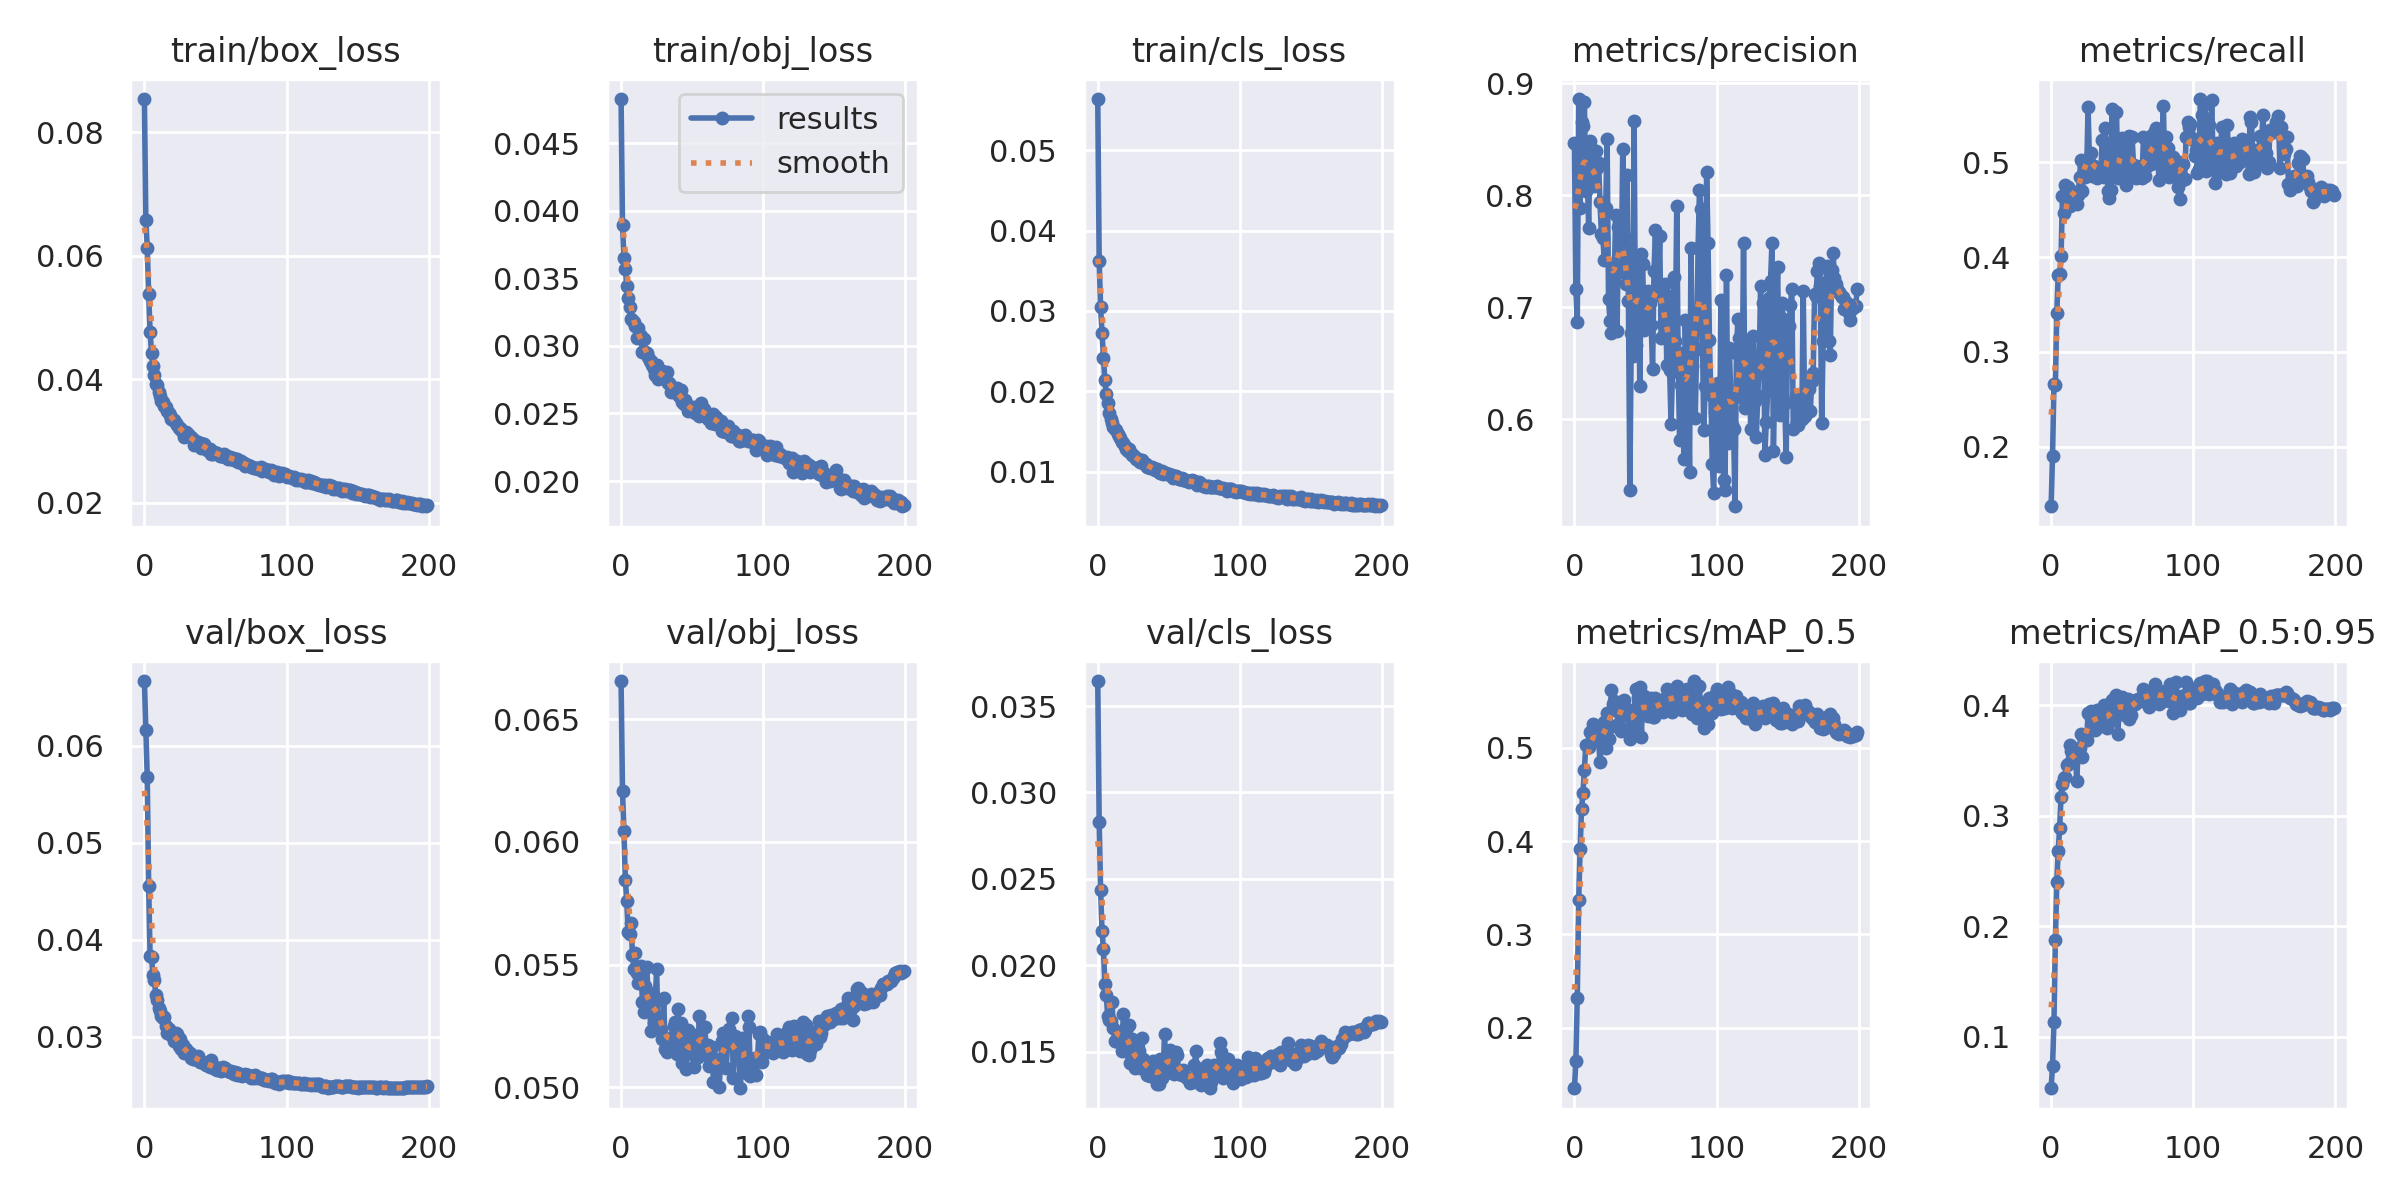 train/box_loss
0.08
0.06
0.04
0.02
0 100 200
train/obj_loss
results
smooth
0.045
0.040
0.035
0.030
0.025
0.020
0 100 200
train/cls_loss
0.05
0.04
0.03
0.02
0.01
0 100 200
metrics/precision
0.9
0.8
0.7
0.6
0 100 200
metrics/recall
0.5
0.4
0.3
0.2
0 100 200
val/box_loss
0.06
0.05
0.04
0.03
0 100 200
val/obj_loss
0.065
0.060
0.055
0.050
0 100 200
val/cls_loss
0.035
0.030
0.025
0.020
0.015
0 100 200
metrics/mAP_0.5
0.5
0.4
0.3
0.2
0 100 200
metrics/mAP_0.5:0.95
0.4
0.3
0.2
0.1
0 100 200